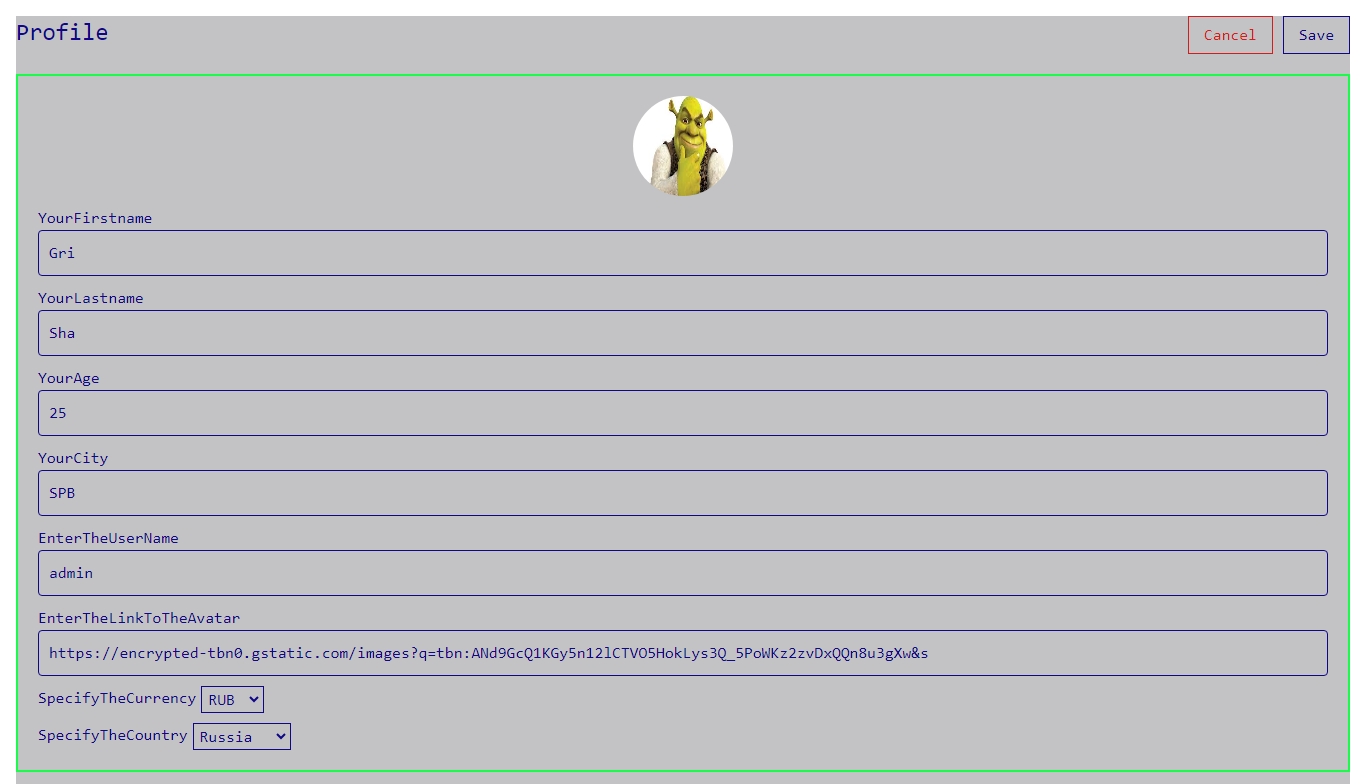 Profile
Cancel
Save
YourFirstname
Gri
YourLastname
Sha
YourAge
25
YourCity
SPB
EnterTheUserName
admin
EnterTheLinkToTheAvatar
https://encrypted-tbn0.gstatic.com/images?q=tbn:ANd9GcQ1KGy5n12lCTVO5HokLys3Q_5PoWKz2zvDxQQn8u3gXw&s
SpecifyTheCurrency RUB
SpecifyTheCountry Russia